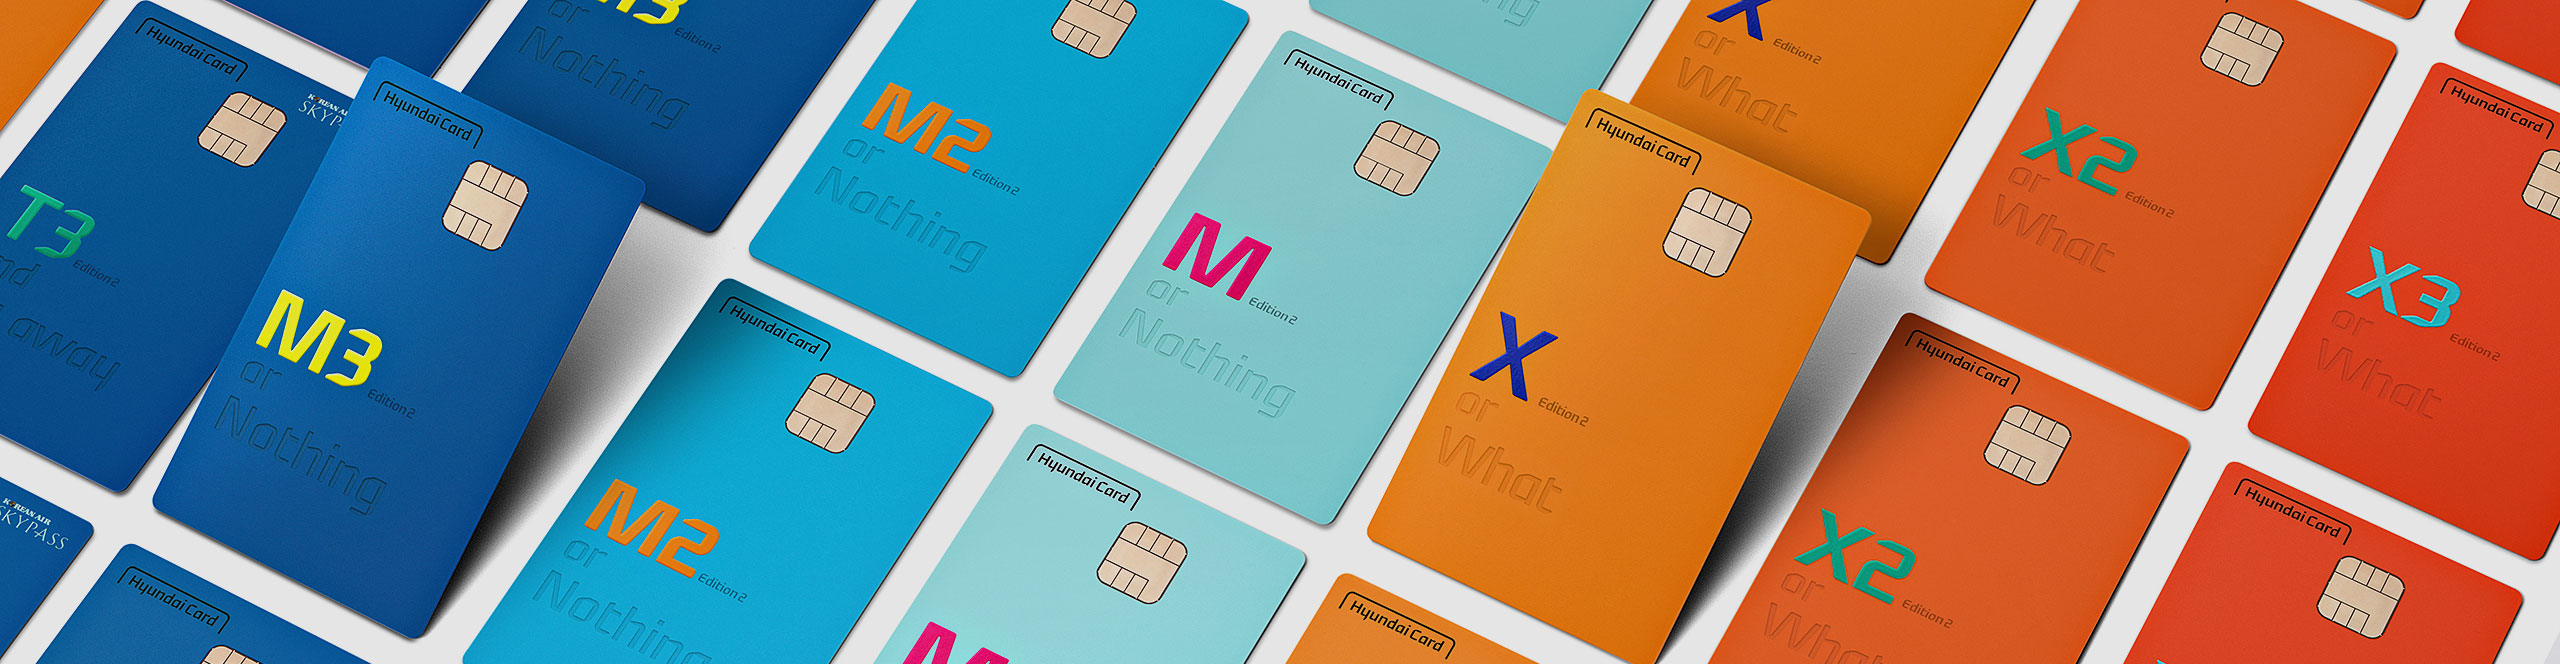 Hyundai Card
KOREAN AIR
T3
Edition2
away
KOREAN AIR
SKYPASS
Hyundai Card
M3
Edition2
or
Nothing
Hyundai Card
M3
Edition2
or
Nothing
M2
Edition2
or
Nothing
Hyundai Card
M2
Edition2
or
Nothing
Hyundai Card
M
Edition2
or
Nothing
Hyundai Card
M
Hyundai Card
X
Edition2
or
What
X
Edition2
or
What
Hyundai Card
X2
Edition2
or
What
Hyundai Card
X2
Edition2
or
What
Hyundai Card
X3
Edition2
or
What
Hyundai Card